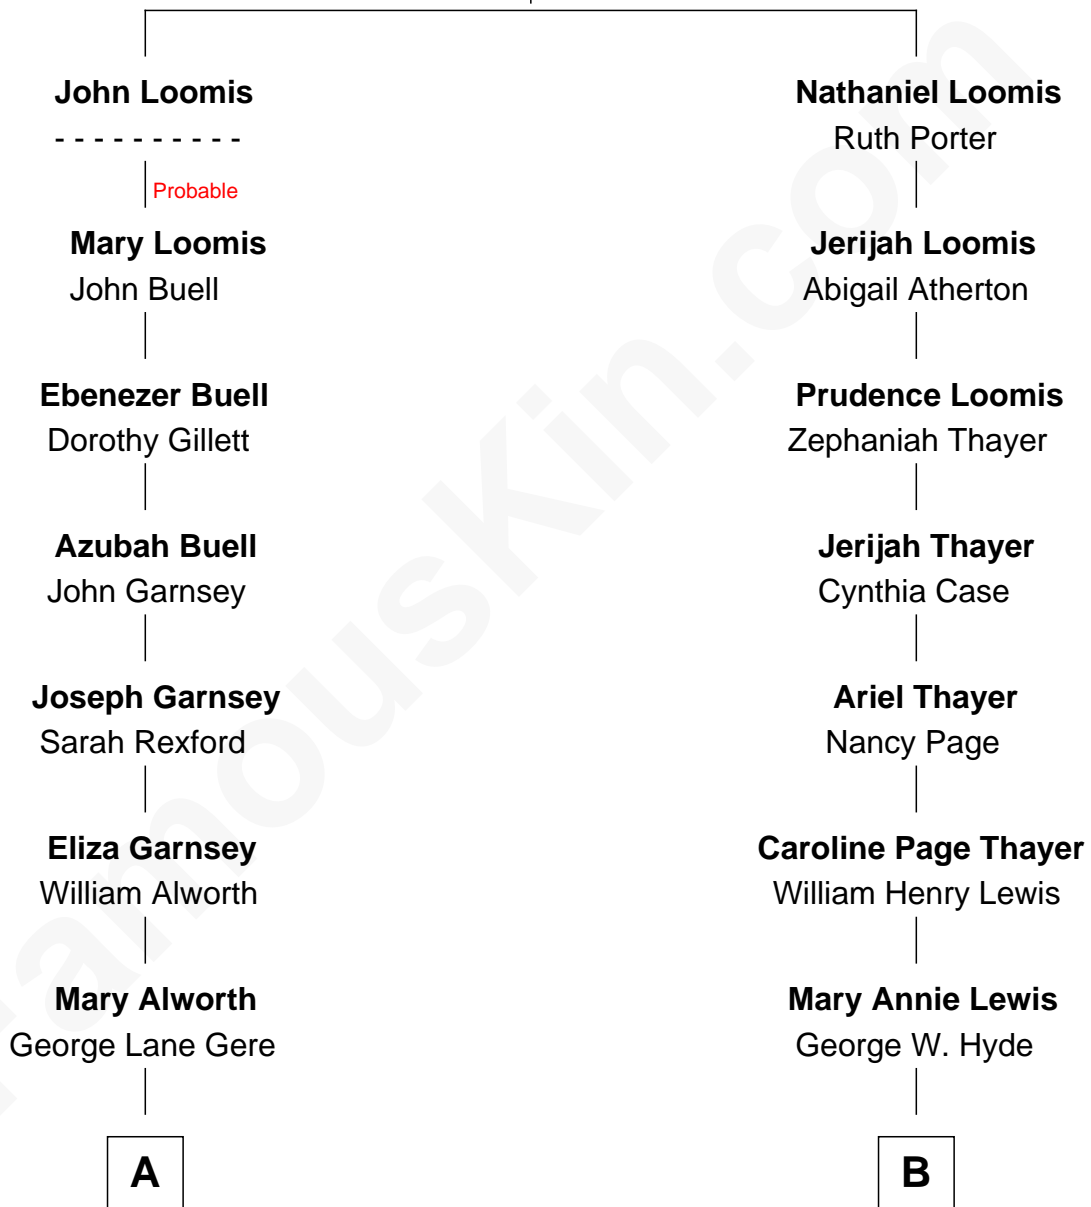 John Loomis
- - - - - - - - - -
Probable
Mary Loomis
John Buell
Ebenezer Buell
Dorothy Gillett
Azubah Buell
John Garnsey
Joseph Garnsey
Sarah Rexford
Eliza Garnsey
William Alworth
Mary Alworth
George Lane Gere
A
Nathaniel Loomis
Ruth Porter
Jerijah Loomis
Abigail Atherton
Prudence Loomis
Zephaniah Thayer
Jerijah Thayer
Cynthia Case
Ariel Thayer
Nancy Page
Caroline Page Thayer
William Henry Lewis
Mary Annie Lewis
George W. Hyde
B
FamousKin.com